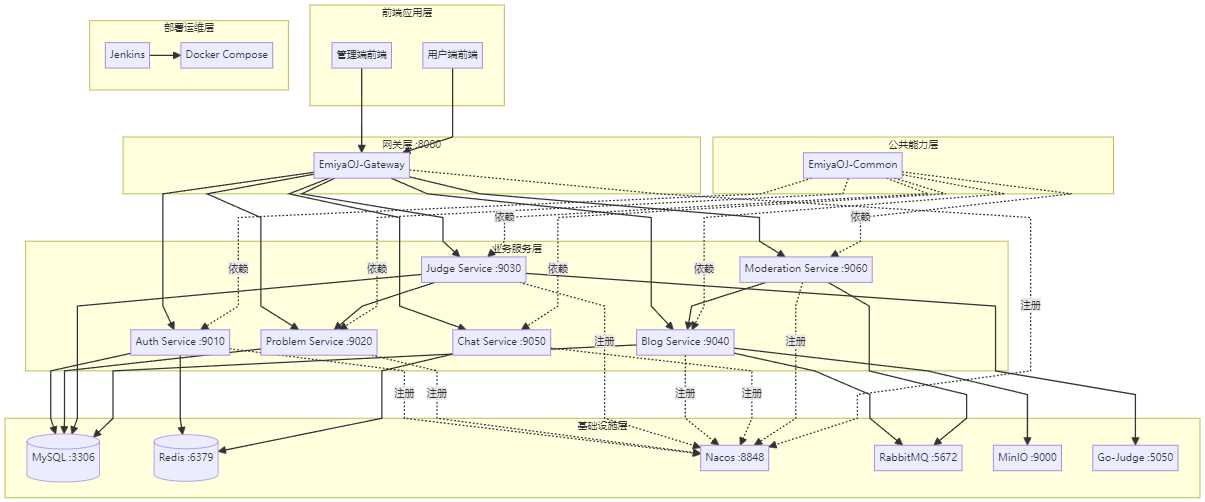 部署运维层
Jenkins
Docker Compose
前端应用层
管理端前端
用户端前端
网关层 :8080
EmiyaOJ-Gateway
公共能力层
EmiyaOJ-Common
依赖
依赖
业务服务层
依赖
依赖
依赖
依赖
Judge Service :9030
Moderation Service :9060
注册
Auth Service :9010
Problem Service :9020
Chat Service :9050
Blog Service :9040
注册
注册
注册
注册
注册
注册
基础设施层
MySQL :3306
Redis :6379
Nacos :8848
RabbitMQ :5672
MinIO :9000
Go-Judge :5050